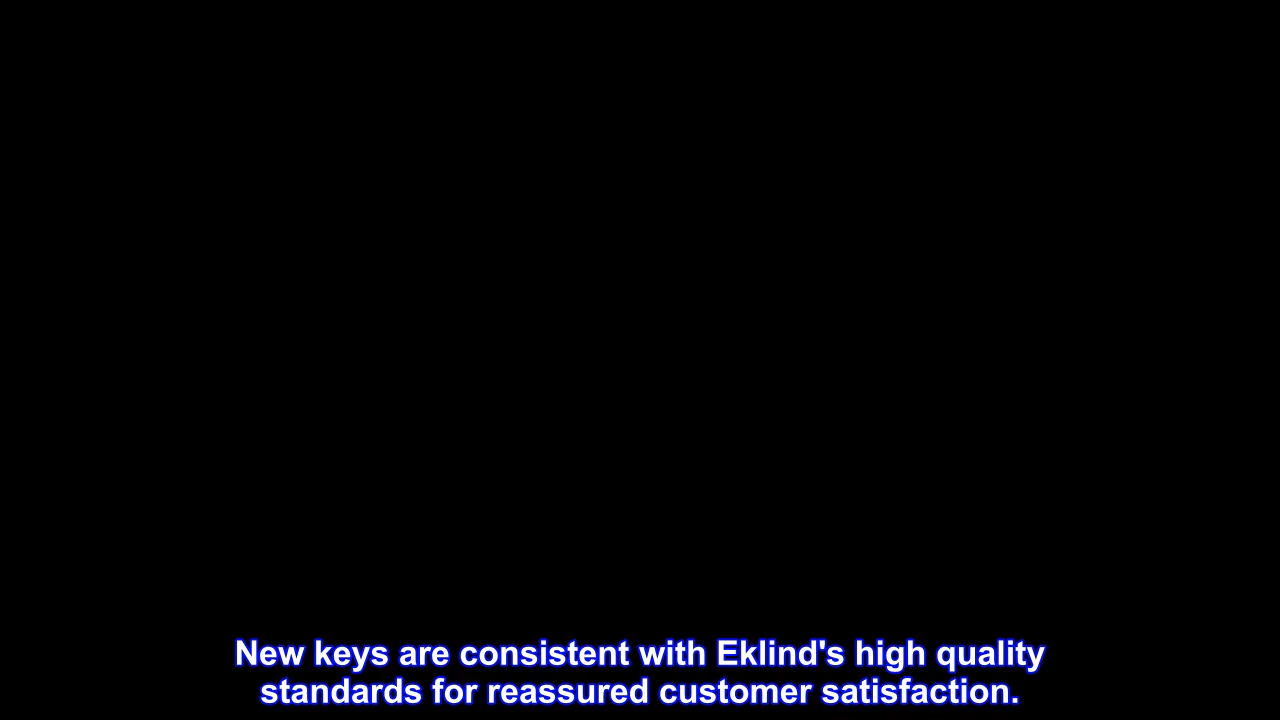 New keys are consistent with Eklind's high quality
standards for reassured customer satisfaction.